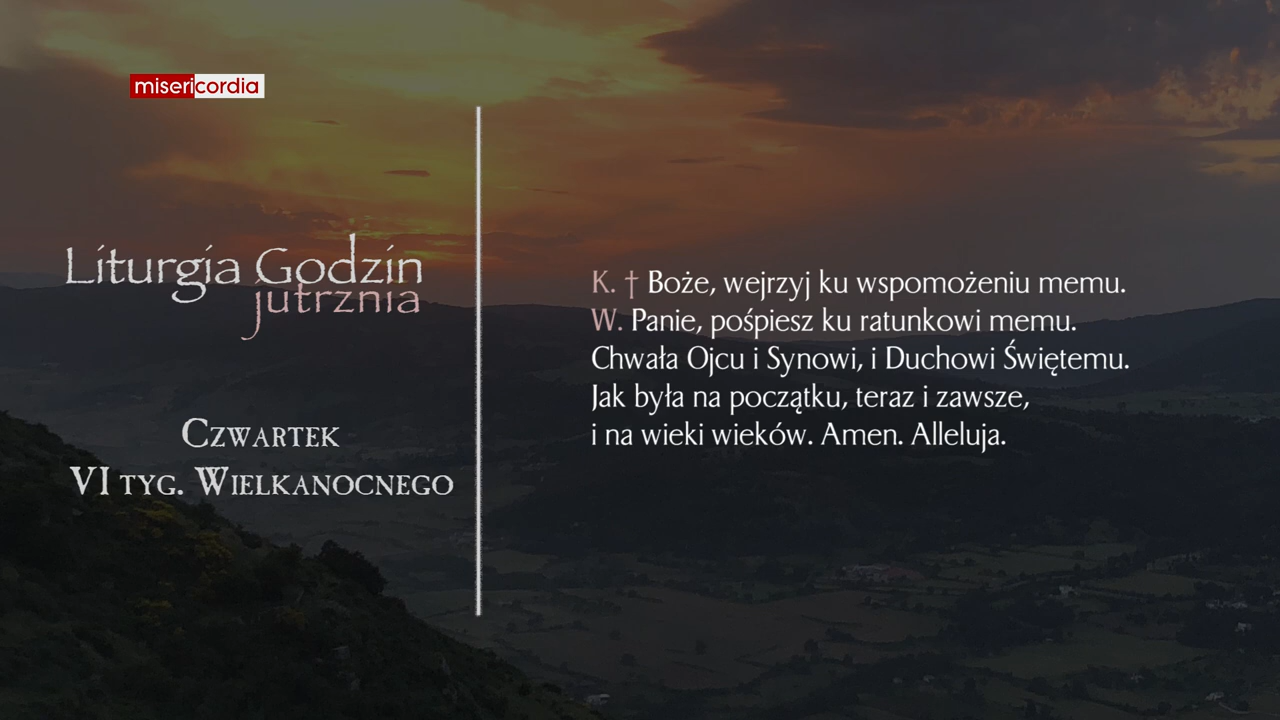 misericordia
Liturgia Godzin
jutrznia
Czwartek
VI tyg. Wielkanocnego
K. † Boże, wejrzyj ku wspomożeniu memu.
W. Panie, pośpiesz ku ratunkowi memu.
Chwała Ojcu i Synowi, i Duchowi Świętemu.
Jak była na początku, teraz i zawsze,
i na wieki wieków. Amen. Alleluja.